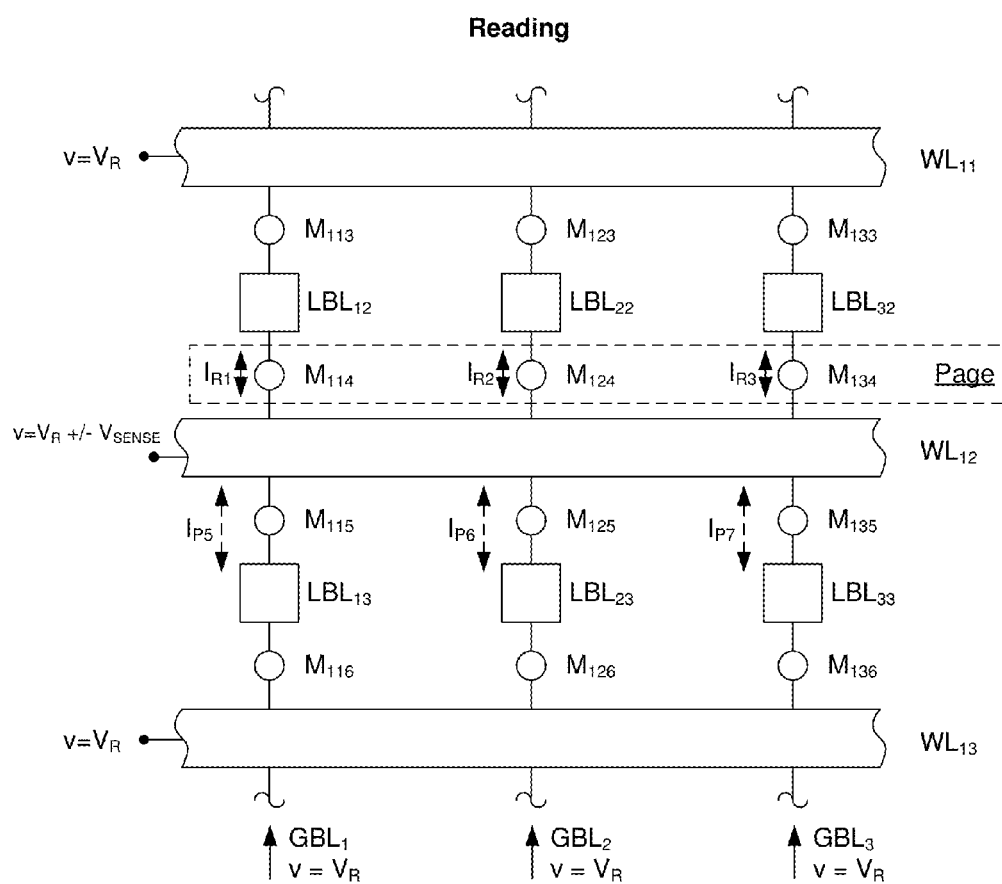 Reading
v=V_R WL_11
M_113 M_123 M_133
LBL_12 LBL_22 LBL_32
I_R1 M_114 I_R2 M_124 I_R3 M_134 Page
v=V_R +/- V_SENSE WL_12
I_P5 M_115 I_P6 M_125 I_P7 M_135
LBL_13 LBL_23 LBL_33
M_116 M_126 M_136
v=V_R WL_13
GBL_1 GBL_2 GBL_3
v = V_R v = V_R v = V_R